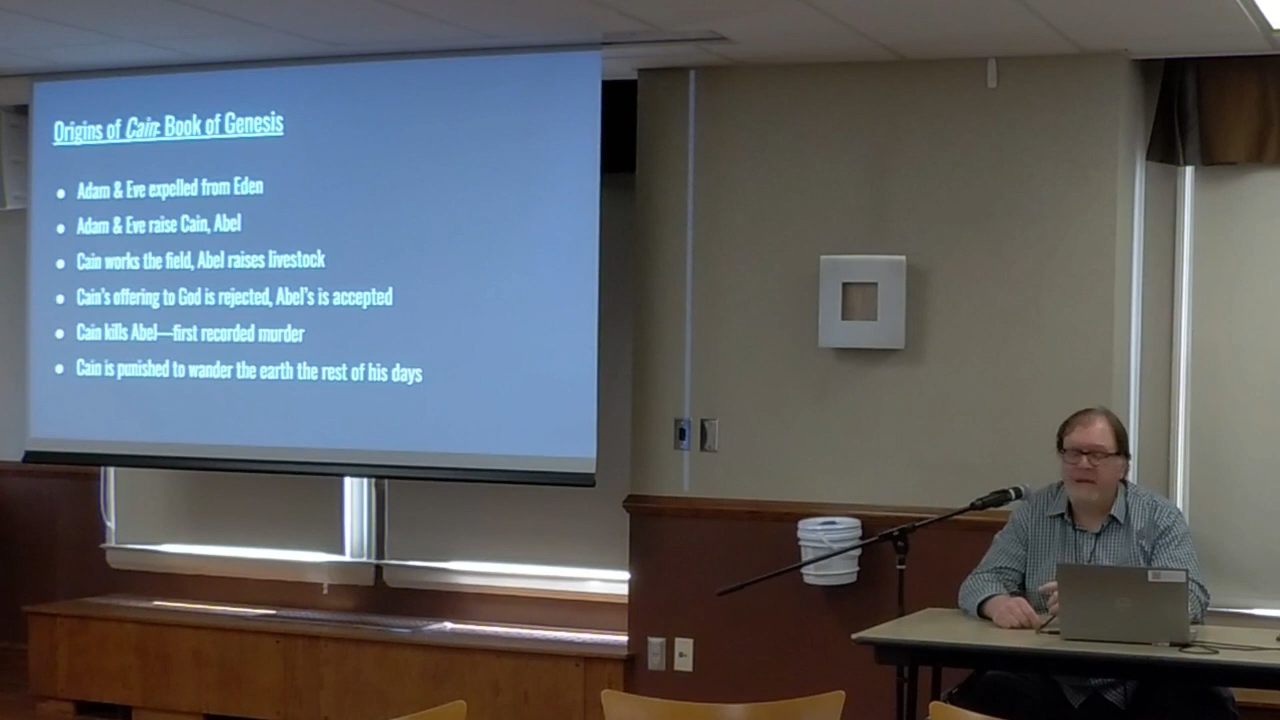 Origins of Cain: Book of Genesis
● Adam & Eve expelled from Eden
● Adam & Eve raise Cain, Abel
● Cain works the field, Abel raises livestock
● Cain's offering to God is rejected, Abel's is accepted
● Cain kills Abel—first recorded murder
● Cain is punished to wander the earth the rest of his days